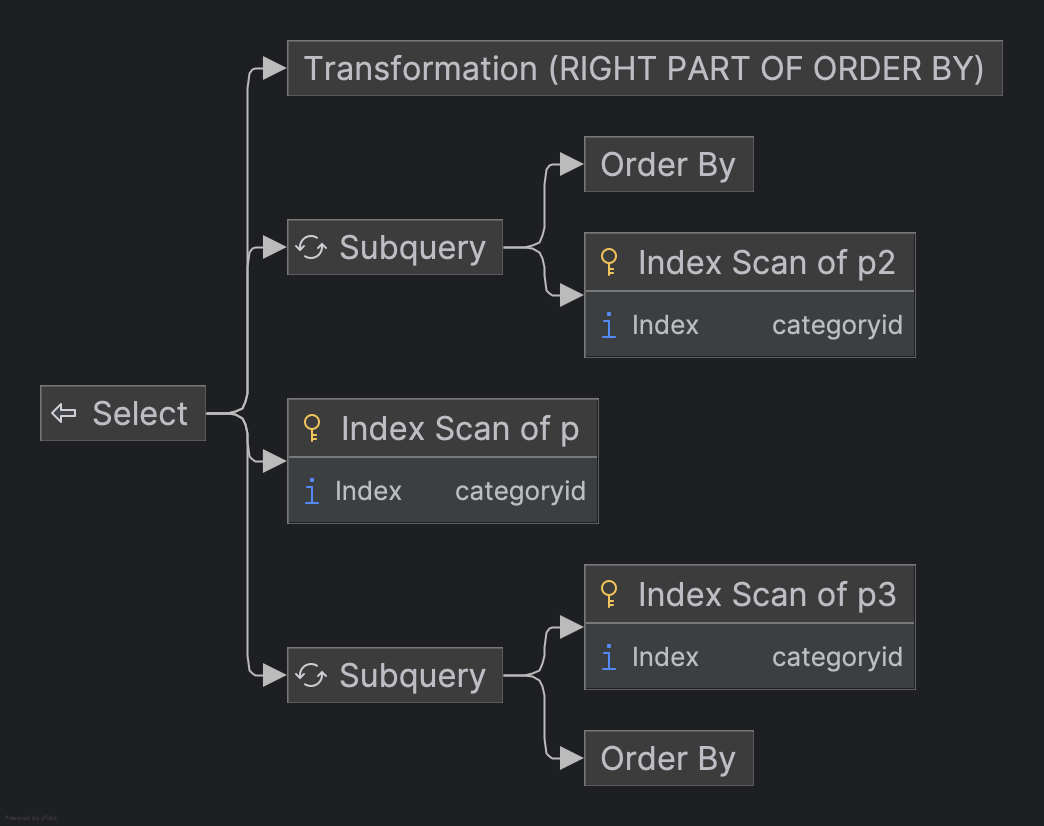 Transformation (RIGHT PART OF ORDER BY)
Order By
Subquery
Index Scan of p2
i Index categoryid
Select
Index Scan of p
i Index categoryid
Index Scan of p3
i Index categoryid
Subquery
Order By
Powered by yFiles